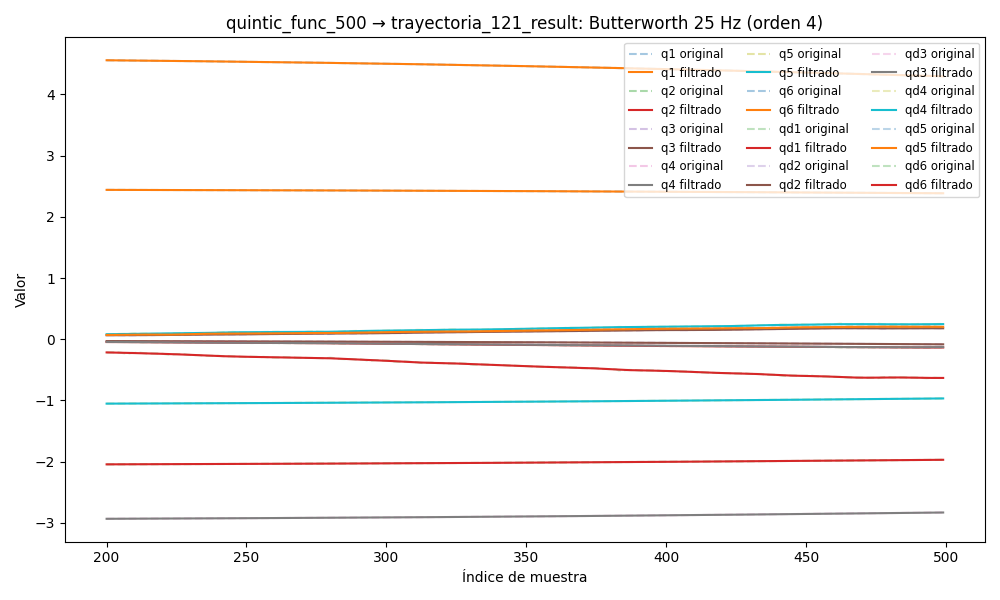 quintic_func_500 → trayectoria_121_result: Butterworth 25 Hz (orden 4)
q1 original
q1 filtrado
q2 original
q2 filtrado
q3 original
q3 filtrado
q4 original
q4 filtrado
q5 original
q5 filtrado
q6 original
q6 filtrado
qd1 original
qd1 filtrado
qd2 original
qd2 filtrado
qd3 original
qd3 filtrado
qd4 original
qd4 filtrado
qd5 original
qd5 filtrado
qd6 original
qd6 filtrado
Valor
4
3
2
1
0
−1
−2
−3
200
250
300
350
400
450
500
Índice de muestra